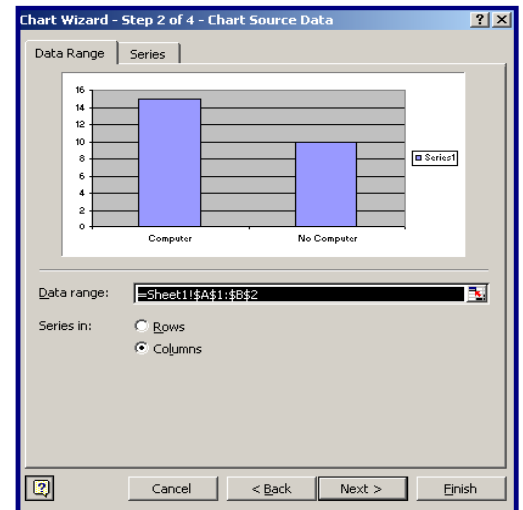 Chart Wizard - Step 2 of 4 - Chart Source Data ? X
Data Range Series
16
14
12
10
8
6
4
2
0
Computer No Computer
Series1
Data range: =Sheet1!$A$1:$B$2
Series in: Rows
Columns
? Cancel < Back Next > Finish